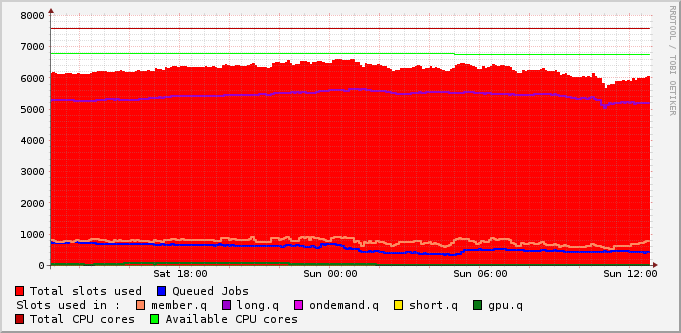 8000
7000
6000
5000
4000
3000
2000
1000
0
Sat 18:00 Sun 00:00 Sun 06:00 Sun 12:00
Total slots used Queued Jobs
Slots used in : member.q long.q ondemand.q short.q gpu.q
Total CPU cores Available CPU cores
RRDTOOL / TOBI OETIKER